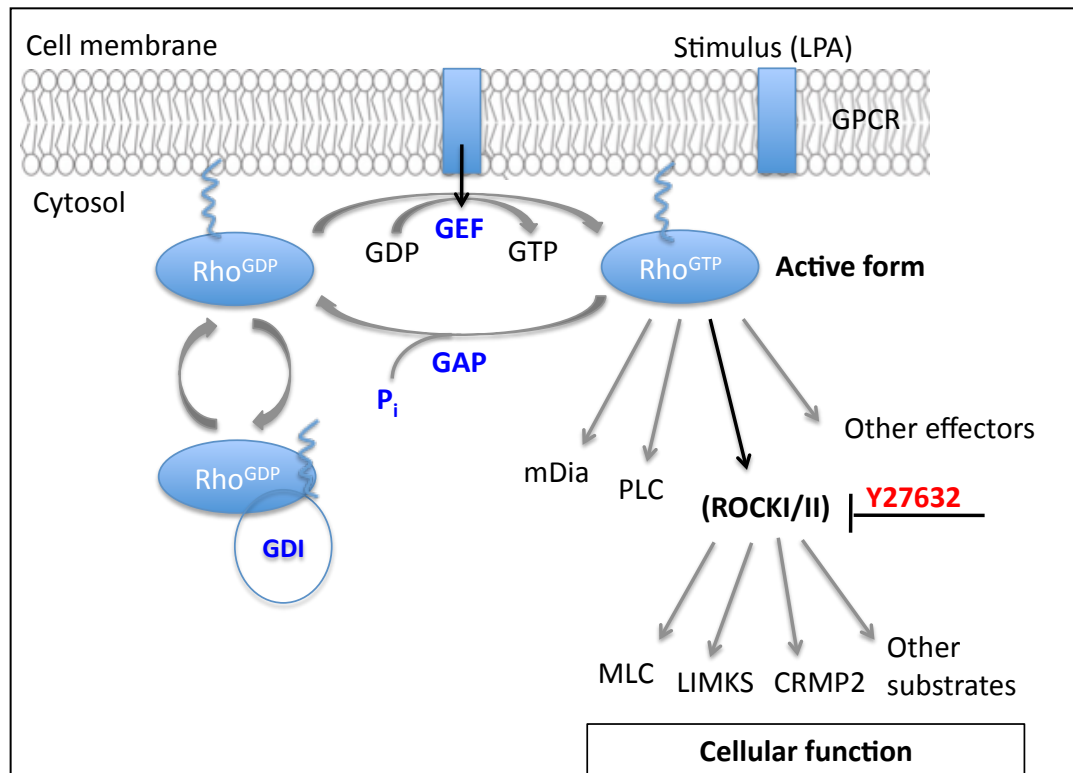 Cell membrane
Stimulus (LPA)
GPCR
Cytosol
GDP
GEF
GTP
Rho^GDP
Rho^GTP
Active form
GAP
Pi
Other effectors
mDia
PLC
Rho^GDP
(ROCKI/II)
Y27632
GDI
MLC
LIMKS
CRMP2
Other
substrates
Cellular function